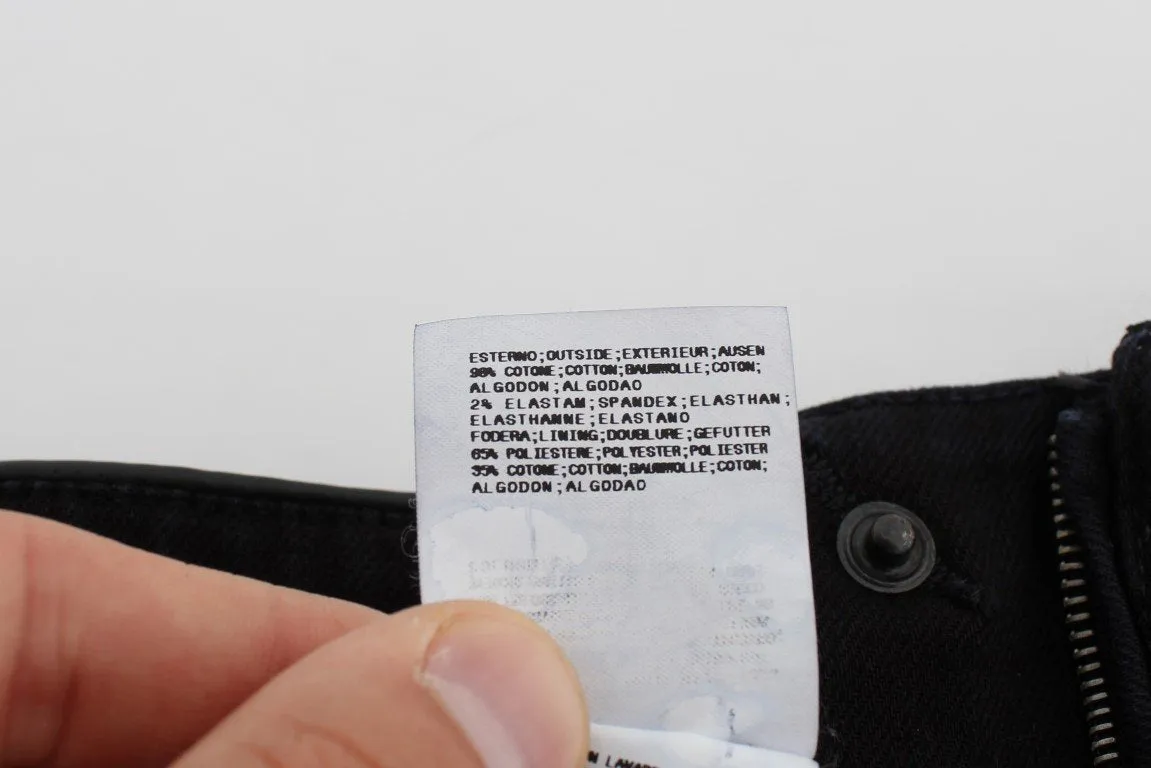 ESTERNO;OUTSIDE;EXTERIEUR;AUSEN
98% COTONE;COTTON;BAUMWOLLE;COTON;
ALGODON;ALGODAO
2% ELASTAM;SPANDEX;ELASTHAN;
ELASTHANNE;ELASTANO
FODERA;LINING;DOUBLURE;GEFUTTER
65% POLIESTERE;POLYESTER;POLIESTER
35% COTONE;COTTON;BAUMWOLLE;COTON;
ALGODON;ALGODAO